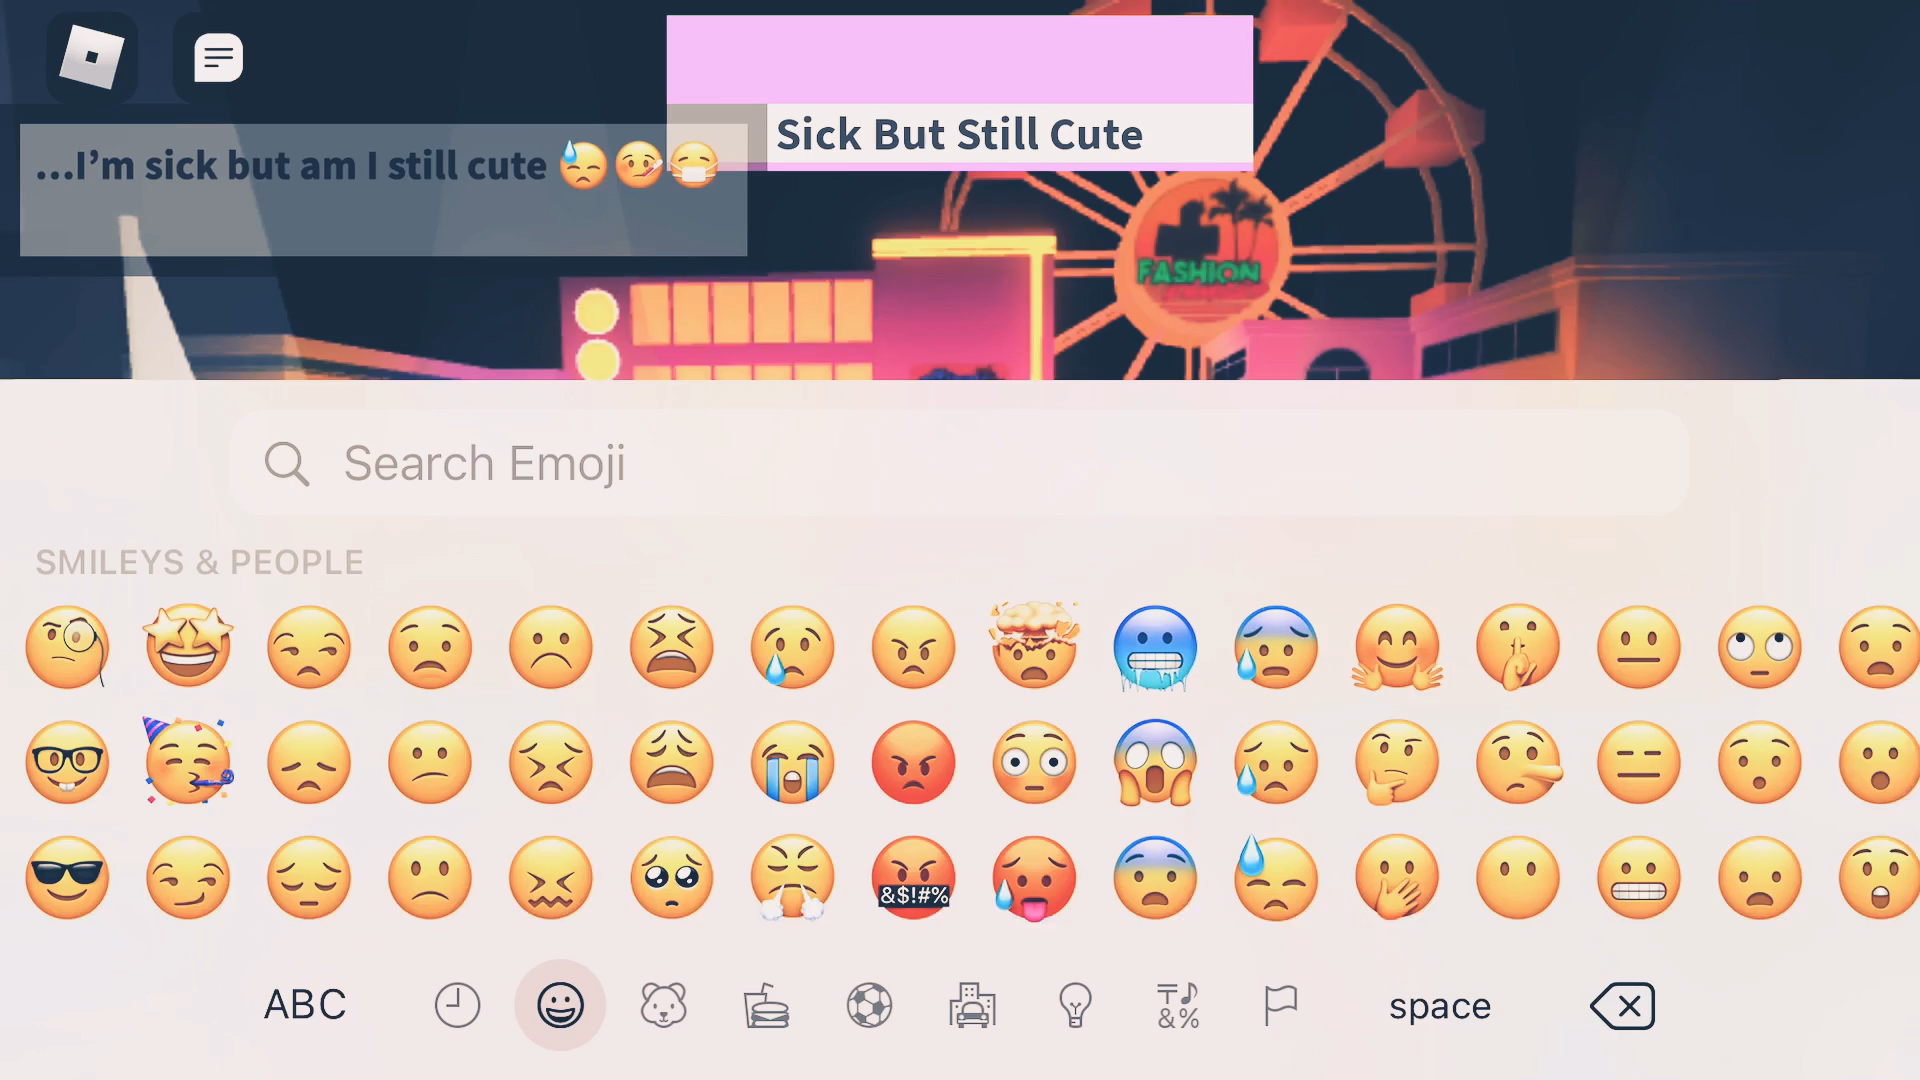 Sick But Still Cute
...I’m sick but am I still cute 😓🤒😷
FASHION
Search Emoji
SMILEYS & PEOPLE
&$!#%
ABC
space